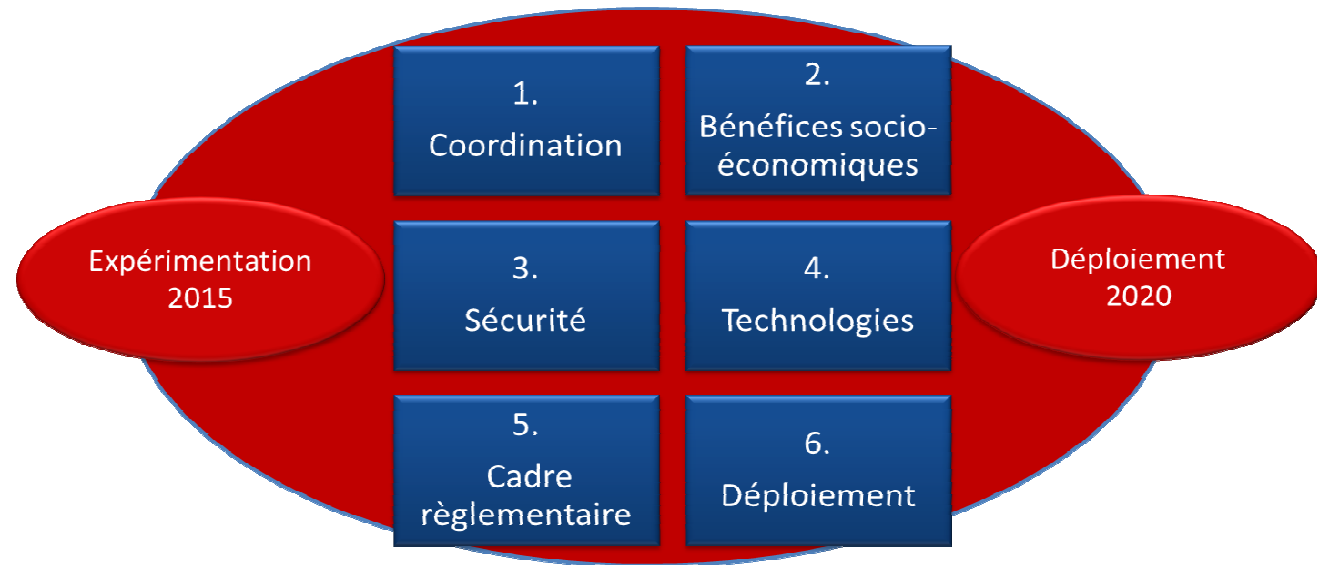 1.
Coordination
2.
Bénéfices socio-
économiques
Expérimentation
2015
3.
Sécurité
4.
Technologies
Déploiement
2020
5.
Cadre
règlementaire
6.
Déploiement